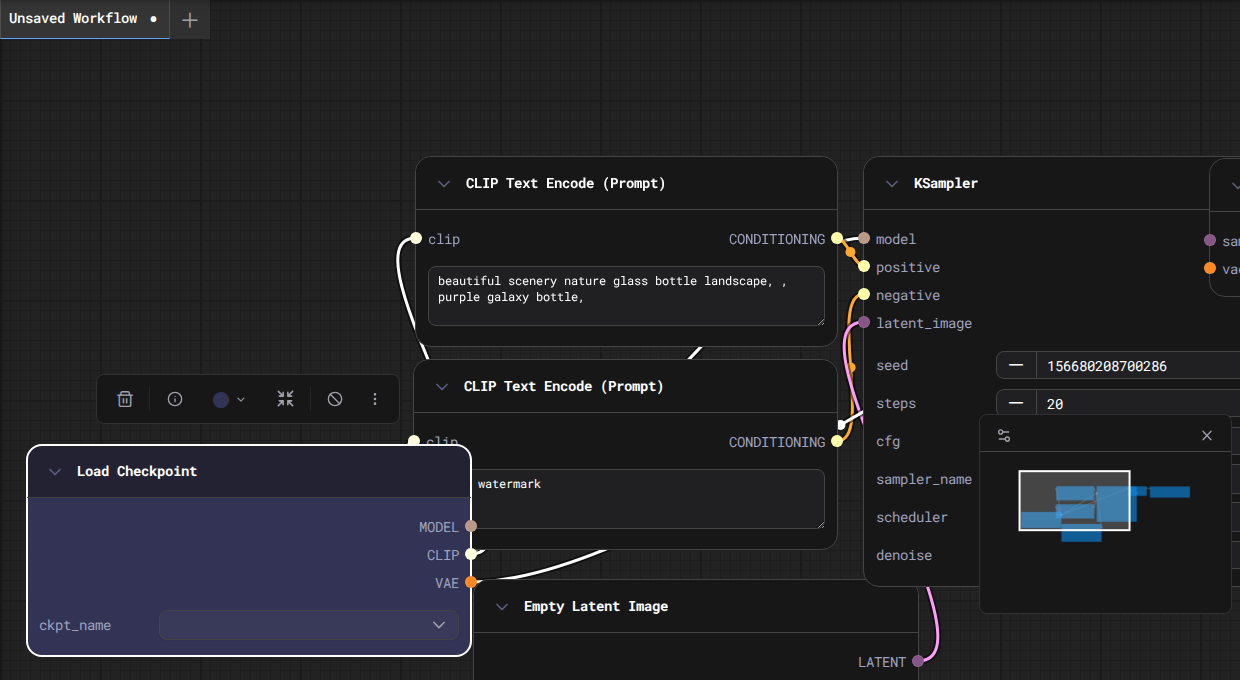 Unsaved Workflow
CLIP Text Encode (Prompt)
clip
CONDITIONING
beautiful scenery nature glass bottle landscape, ,
purple galaxy bottle,
KSampler
model
positive
negative
latent_image
seed
156680208700286
steps
20
cfg
sampler_name
scheduler
denoise
CLIP Text Encode (Prompt)
clip
CONDITIONING
watermark
Load Checkpoint
MODEL
CLIP
VAE
ckpt_name
Empty Latent Image
LATENT